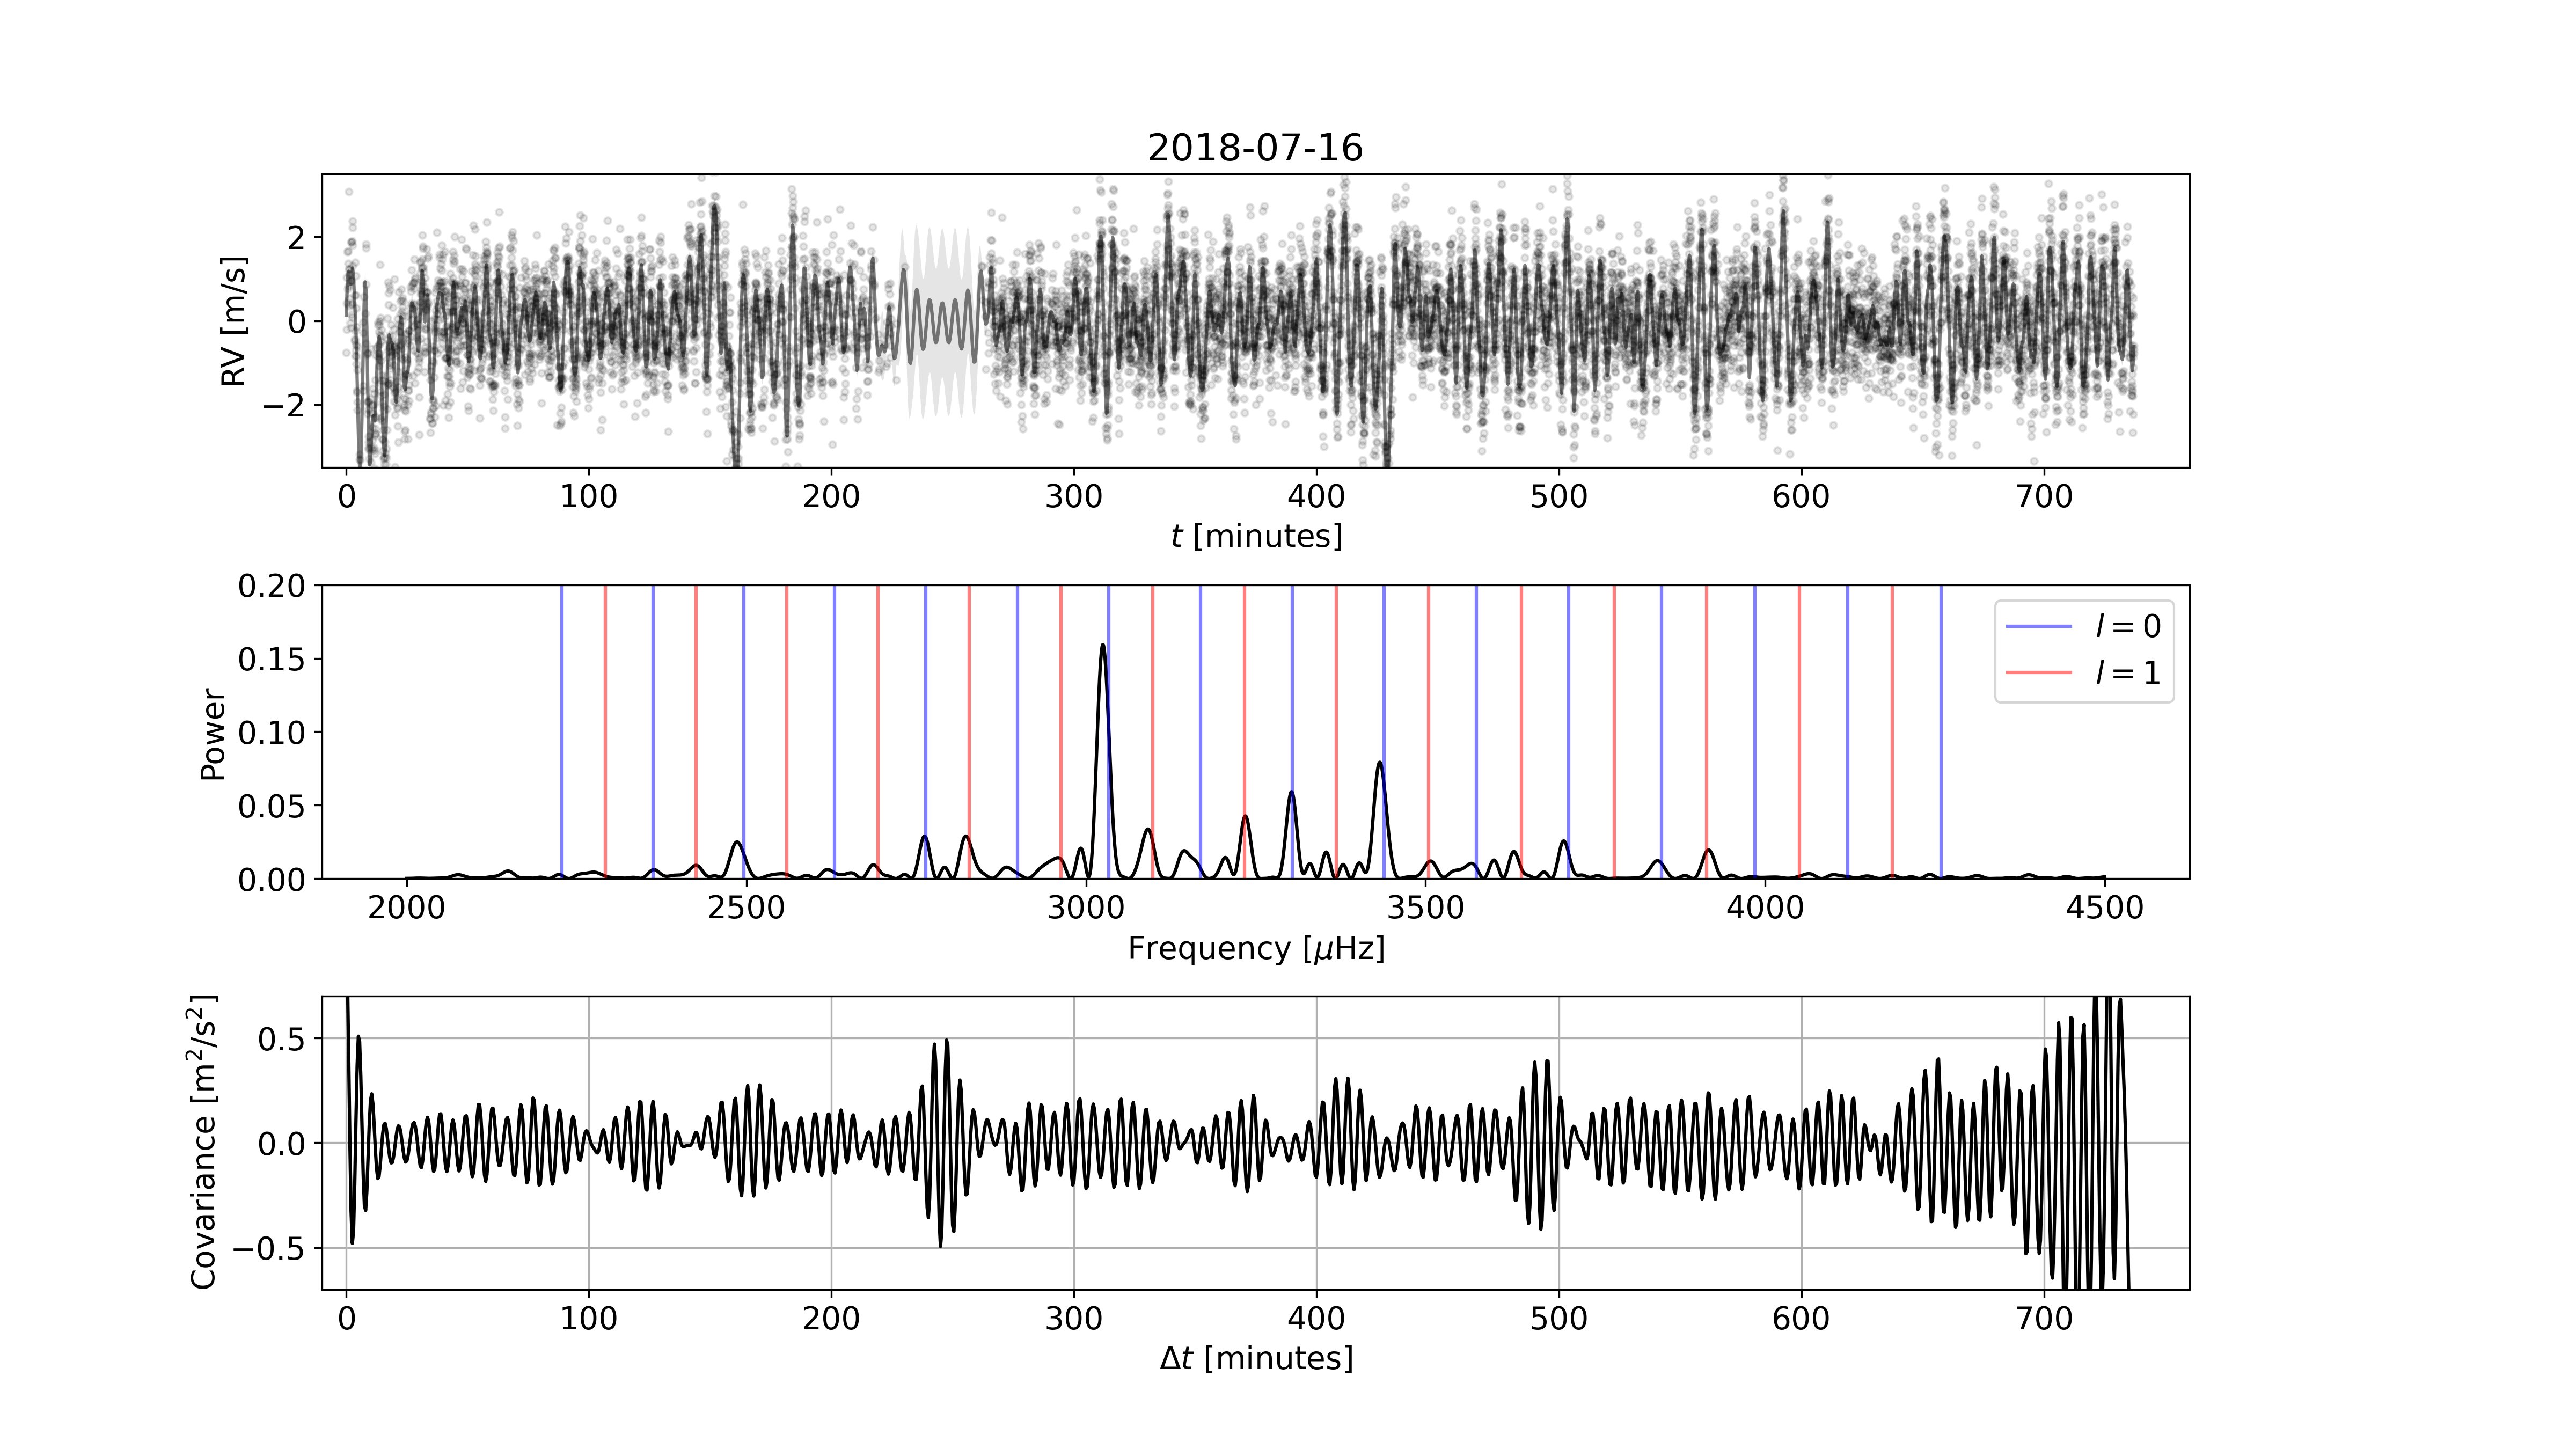 2018-07-16
RV [m/s]
2
0
−2
0 100 200 300 400 500 600 700
t [minutes]
Power
0.20
0.15
0.10
0.05
0.00
l = 0
l = 1
2000 2500 3000 3500 4000 4500
Frequency [μHz]
Covariance [m²/s²]
0.5
0.0
−0.5
0 100 200 300 400 500 600 700
Δt [minutes]